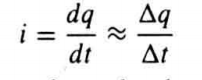 i = dq/dt ≈ Δq/Δt